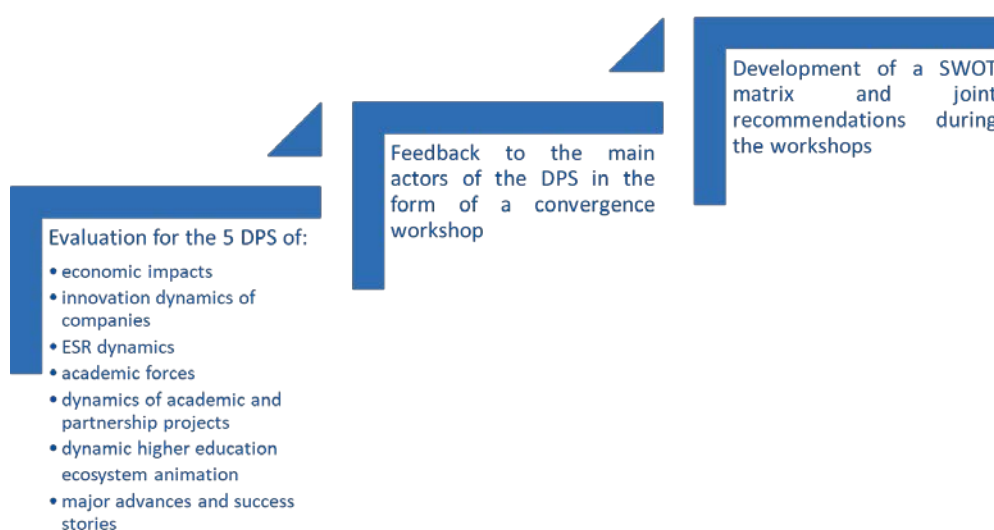 Evaluation for the 5 DPS of:
• economic impacts
• innovation dynamics of
companies
• ESR dynamics
• academic forces
• dynamics of academic and
partnership projects
• dynamic higher education
ecosystem animation
• major advances and success
stories
Feedback to the main
actors of the DPS in the
form of a convergence
workshop
Development of a SWOT
matrix and joint
recommendations during
the workshops